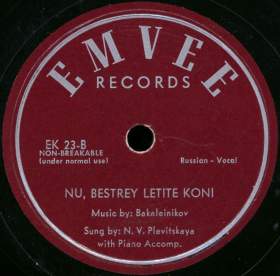 EMVEE
RECORDS
EK 23-B
NON-BREAKABLE
(under normal use)
Russian - Vocal
NU, BESTREY LETITE KONI
Music by: Bakaleinikov
Sung by: N. V. Plevitskaya
with Piano Accomp.